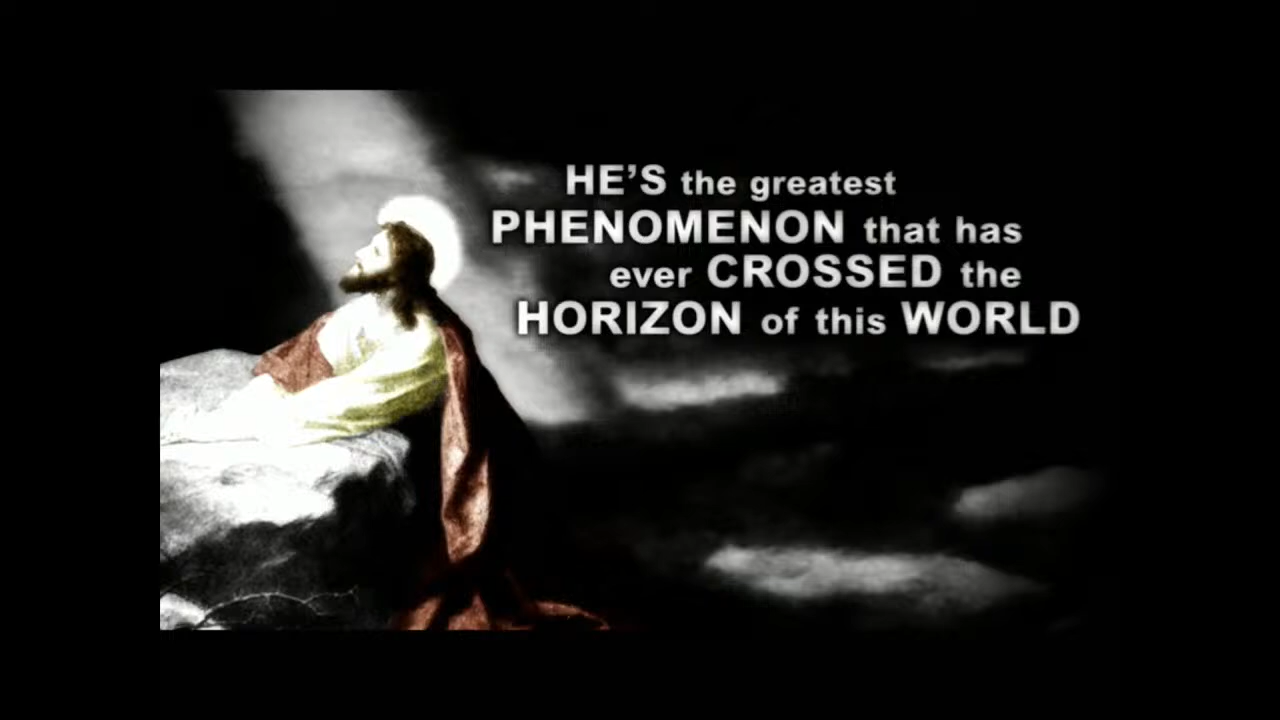 HE'S the greatest
PHENOMENON that has
ever CROSSED the
HORIZON of this WORLD